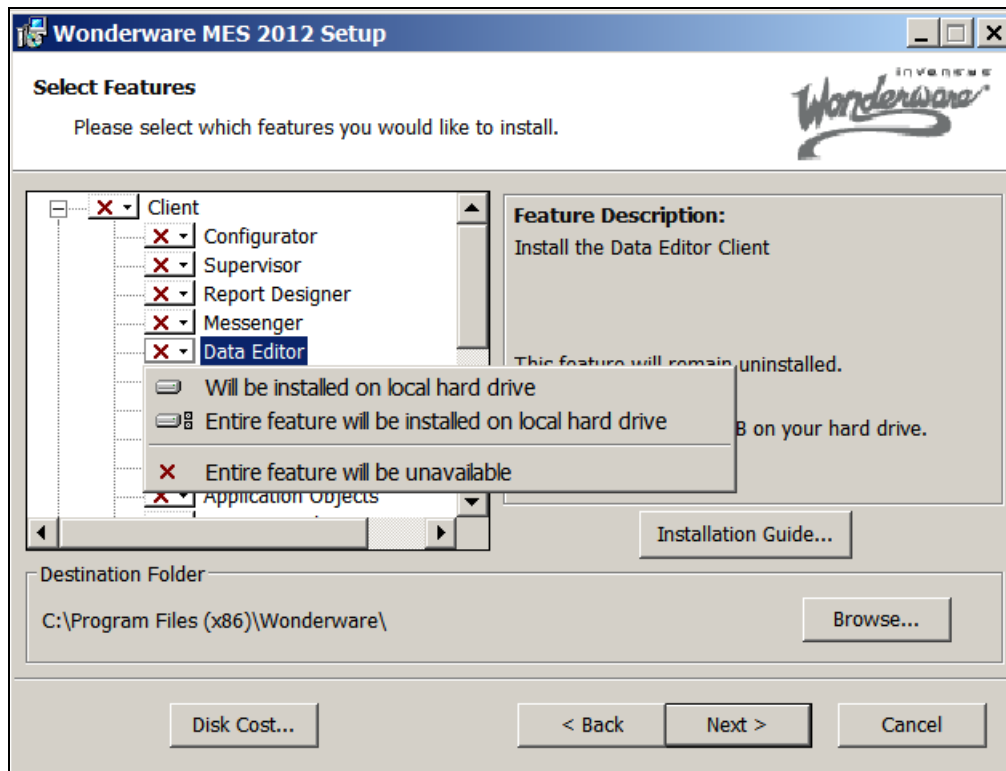 Wonderware MES 2012 Setup
Select Features
Please select which features you would like to install.
invensys
Wonderware
Client
Configurator
Supervisor
Report Designer
Messenger
Data Editor
Will be installed on local hard drive
Entire feature will be installed on local hard drive
Entire feature will be unavailable
Application Objects
Feature Description:
Install the Data Editor Client
This feature will remain uninstalled.
B on your hard drive.
Installation Guide...
Destination Folder
C:\Program Files (x86)\Wonderware\
Browse...
Disk Cost...
< Back
Next >
Cancel